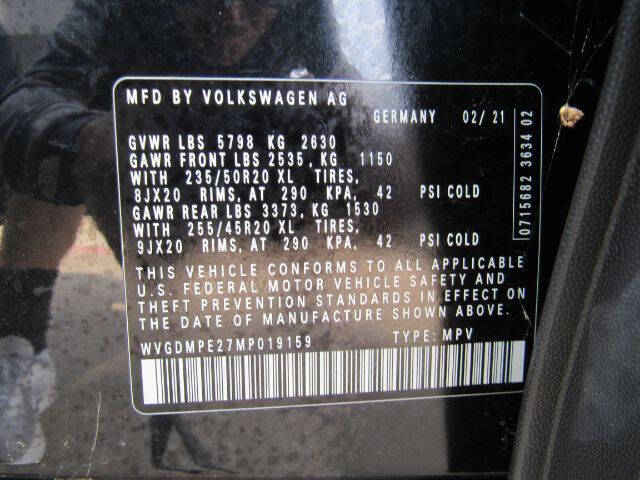 MFD BY VOLKSWAGEN AG
GERMANY 02/21
GVWR LBS 5798 KG 2630
GAWR FRONT LBS 2535, KG 1150
WITH 235/50R20 XL TIRES,
8JX20 RIMS, AT 290 KPA, 42 PSI COLD
GAWR REAR LBS 3373, KG 1530
WITH 255/45R20 XL TIRES,
9JX20 RIMS, AT 290 KPA, 42 PSI COLD
THIS VEHICLE CONFORMS TO ALL APPLICABLE
U.S. FEDERAL MOTOR VEHICLE SAFETY AND
THEFT PREVENTION STANDARDS IN EFFECT ON
THE DATE OF MANUFACTURE SHOWN ABOVE.
WVGDMPE27MP019159 TYPE: MPV
0715682 3634 02